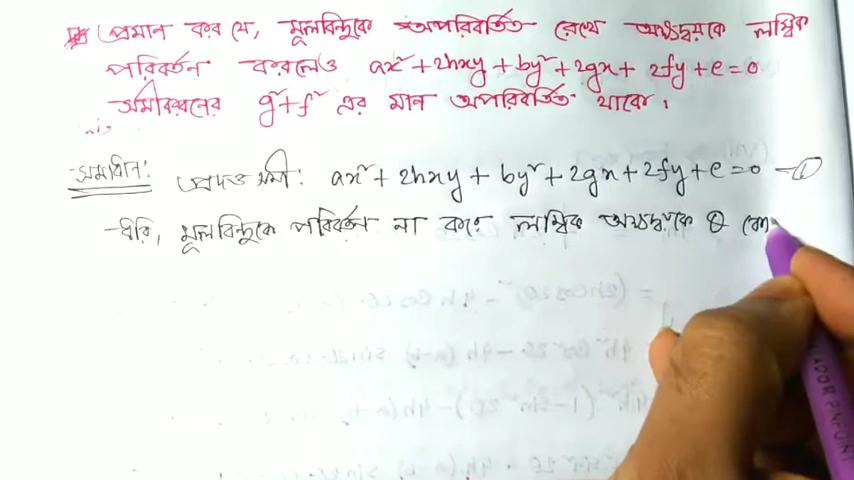 প্রমান কর যে, মূলবিন্দুকে অপরিবর্তিত রেখে অক্ষদ্বয়কে লম্বিক
পরিবর্তন করলেও ax² + 2hxy + by² + 2gx + 2fy + c = 0
সমীকরনের g² + f² এর মান অপরিবর্তিত থাকে।
সমাধান: প্রদত্ত সমী: ax² + 2hxy + by² + 2gx + 2fy + c = 0 —①
ধরি, মূলবিন্দুকে পরিবর্তন না করে লম্বিক অক্ষদ্বয়কে θ কোন